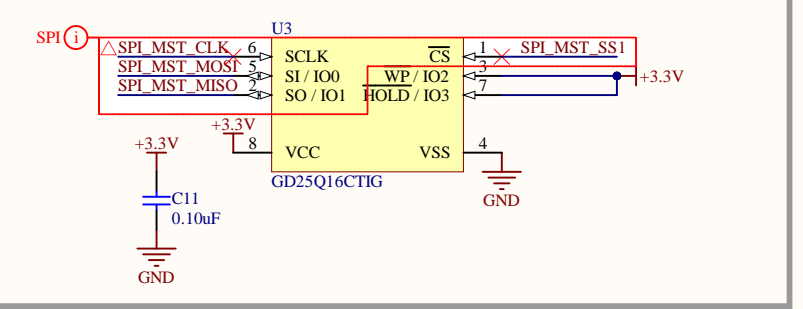 U3
SPI i
SPI_MST_CLK 6 SCLK CS 1 SPI_MST_SS1
SPI_MST_MOSI 5 SI / IO0 WP / IO2 3
SPI_MST_MISO 2 SO / IO1 HOLD / IO3 7 +3.3V
+3.3V 8 VCC VSS 4
+3.3V
GD25Q16CTIG
GND
C11
0.10uF
GND